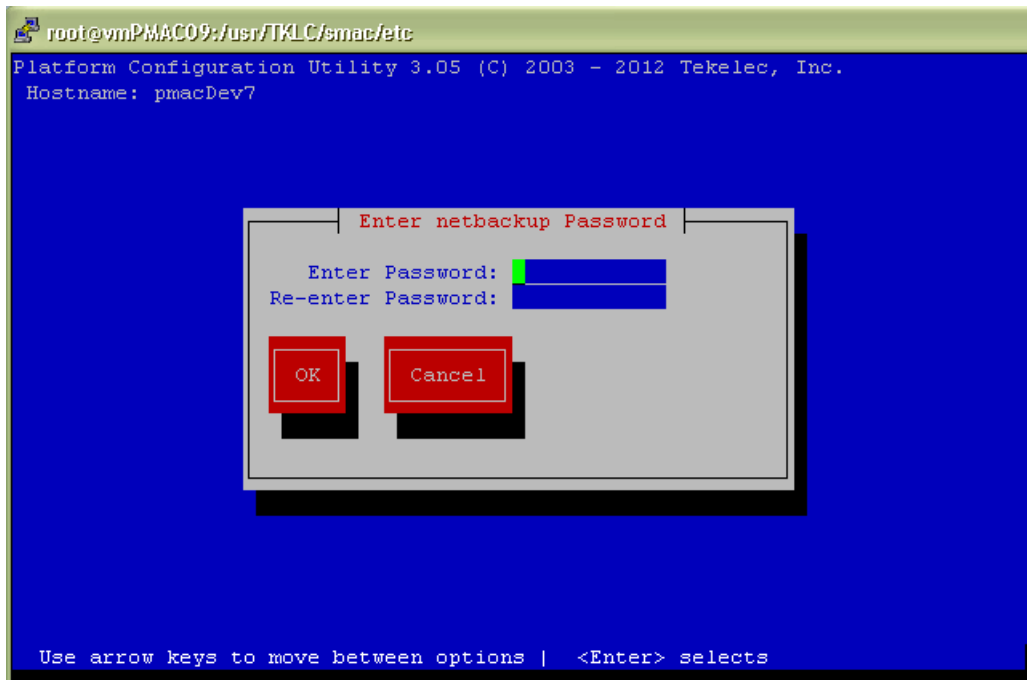 root@vmPMAC09:/usr/TKLC/smac/etc
Platform Configuration Utility 3.05 (C) 2003 - 2012 Tekelec, Inc.
Hostname: pmacDev7
Enter netbackup Password
Enter Password:
Re-enter Password:
OK Cancel
Use arrow keys to move between options | <Enter> selects